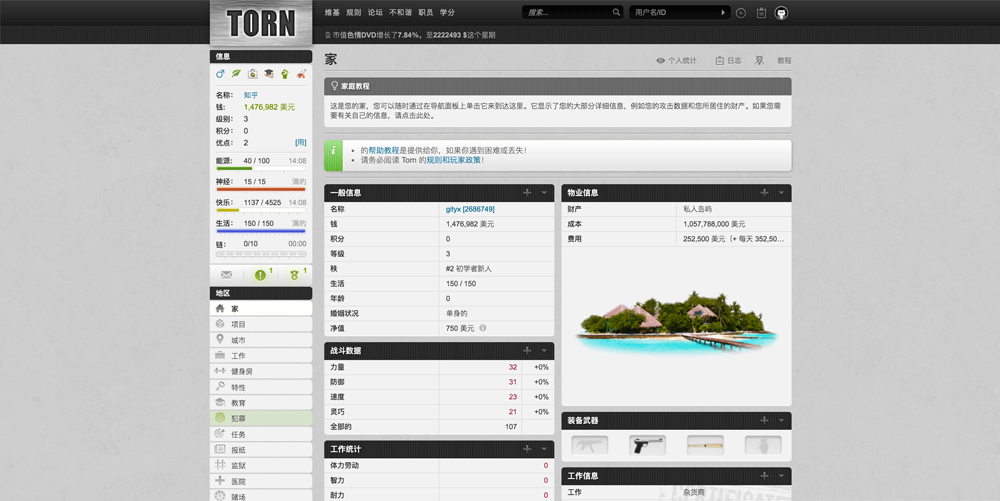 TORN
维基 规则 论坛 不和谐 职员 学分
搜索...
用户名/ID
市值色情DVD增长了7.84%，至2222493 $这个星期
信息
名称： 知乎
钱： 1,476,982 美元
级别： 3
积分： 0
优点： 2 [用]
能源： 40 / 100 14:08
神经： 15 / 15 满的
快乐： 1137 / 4525 14:08
生活： 150 / 150 满的
链： 0/10 00:00
1
1
地区
家
项目
城市
工作
健身房
特性
教育
犯罪
任务
报纸
监狱
医院
赌场
家
个人统计 日志 教程
家庭教程
这是您的家，您可以随时通过在导航面板上单击它来到达这里。它显示了您的大部分详细信息，例如您的攻击数据和您所居住的财产。如果您需
要有关自己的信息，请点击此处。
的帮助教程是提供给你，如果你遇到困难或丢失！
请务必阅读 Torn 的规则和玩家政策！
一般信息
名称 gityx [2686749]
钱 1,476,982 美元
积分 0
等级 3
秩 #2 初学者新人
生活 150 / 150
年龄 0
婚姻状况 单身的
净值 750 美元
战斗数据
力量 32 +0%
防御 31 +0%
速度 23 +0%
灵巧 21 +0%
全部的 107
工作统计
体力劳动 0
智力 0
耐力 0
物业信息
财产 私人岛屿
成本 1,057,788,000 美元
费用 252,500 美元（+ 每天 352,50...
装备武器
工作信息
工作 杂货商